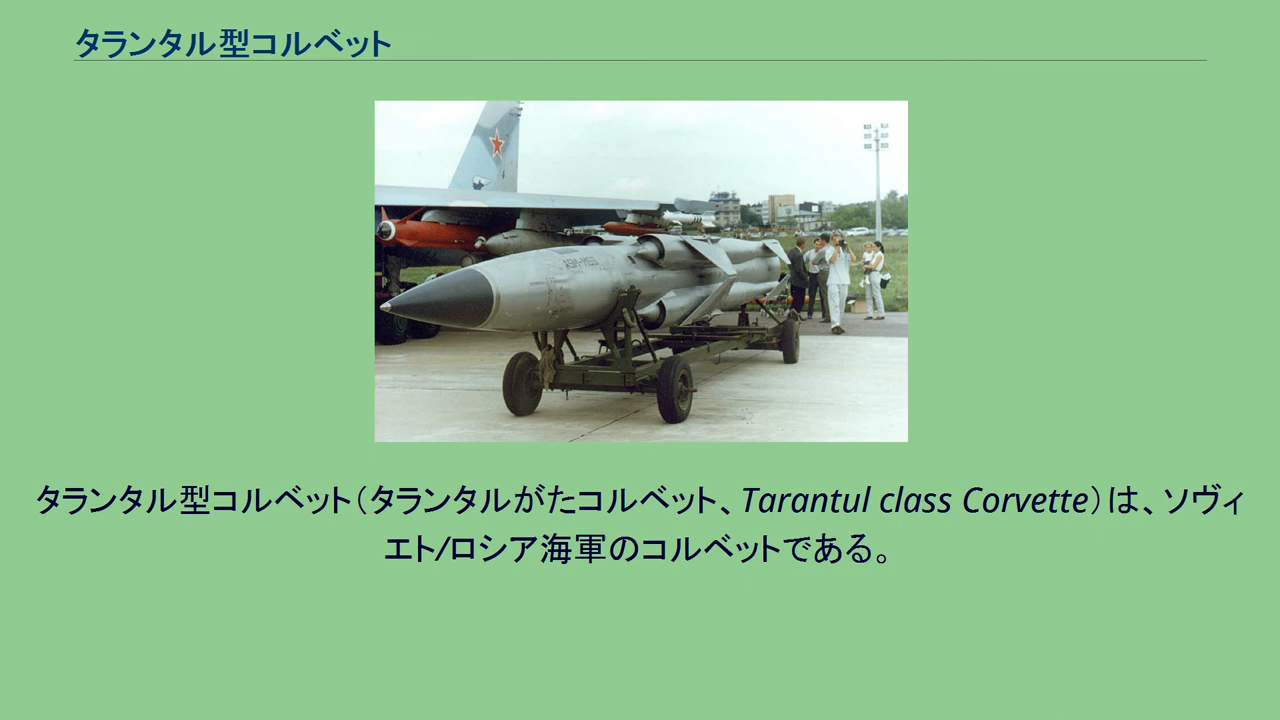 タランタル型コルベット
タランタル型コルベット（タランタルがたコルベット、Tarantul class Corvette）は、ソヴィ
エト/ロシア海軍のコルベットである。